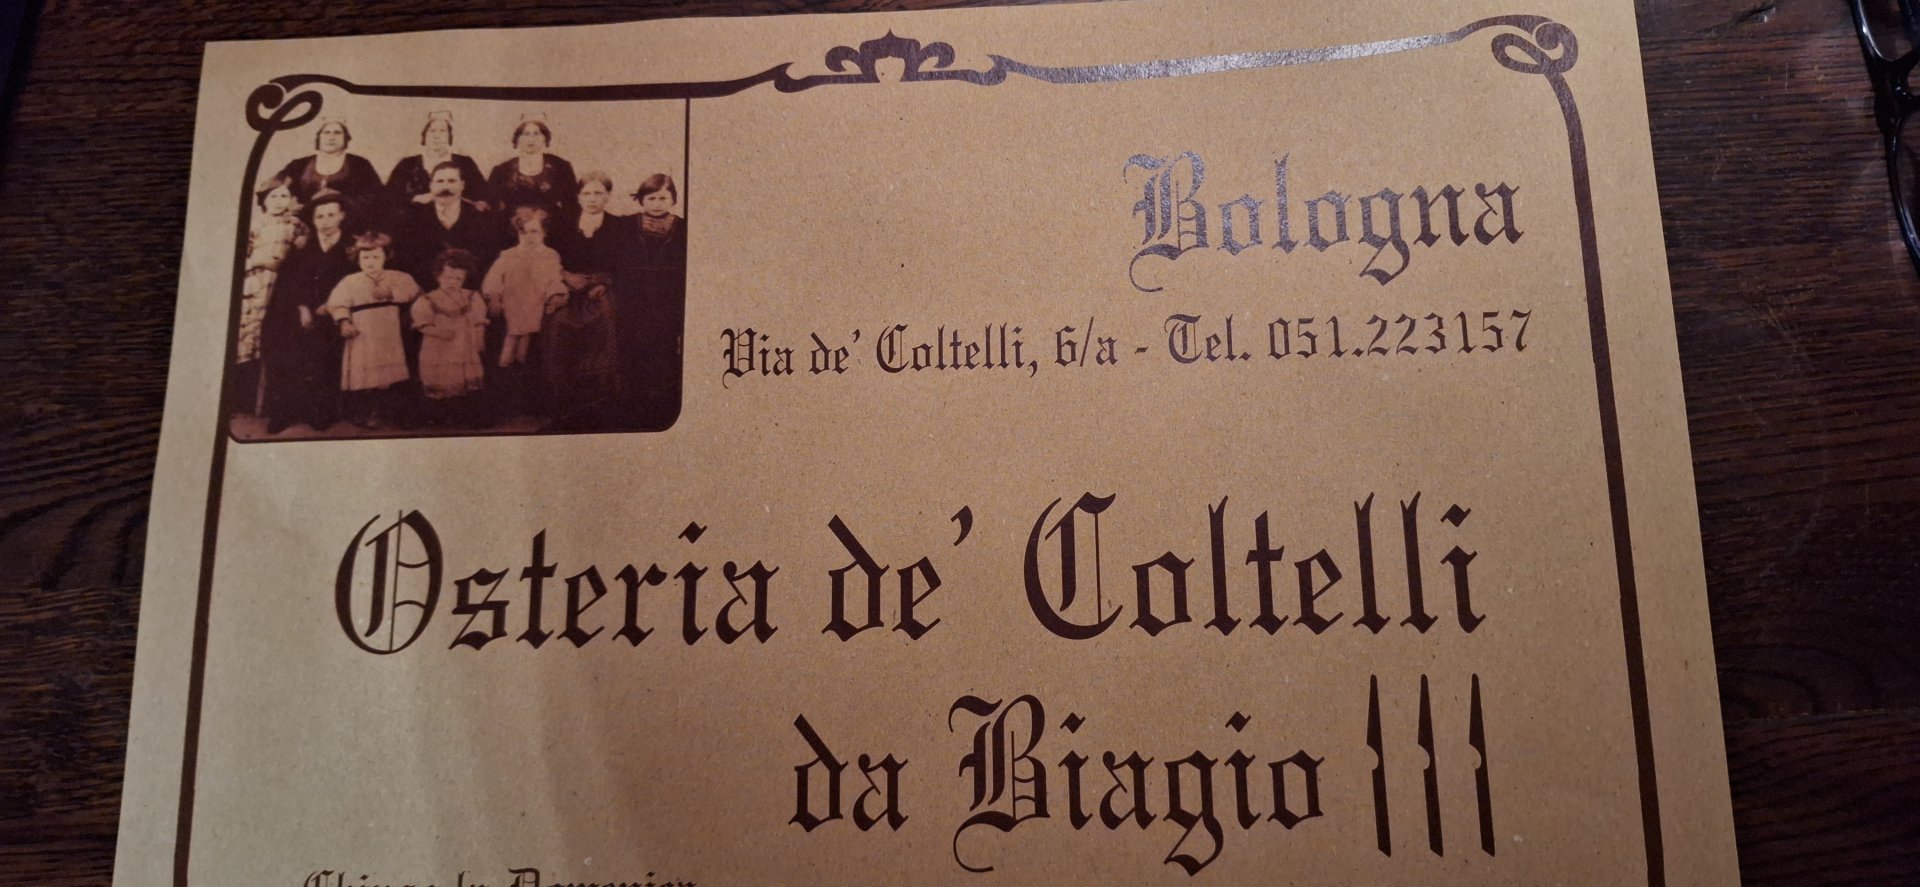 Bologna
Via de' Coltelli, 6/a - Tel. 051.223157
Osteria de' Coltelli
da Biagio